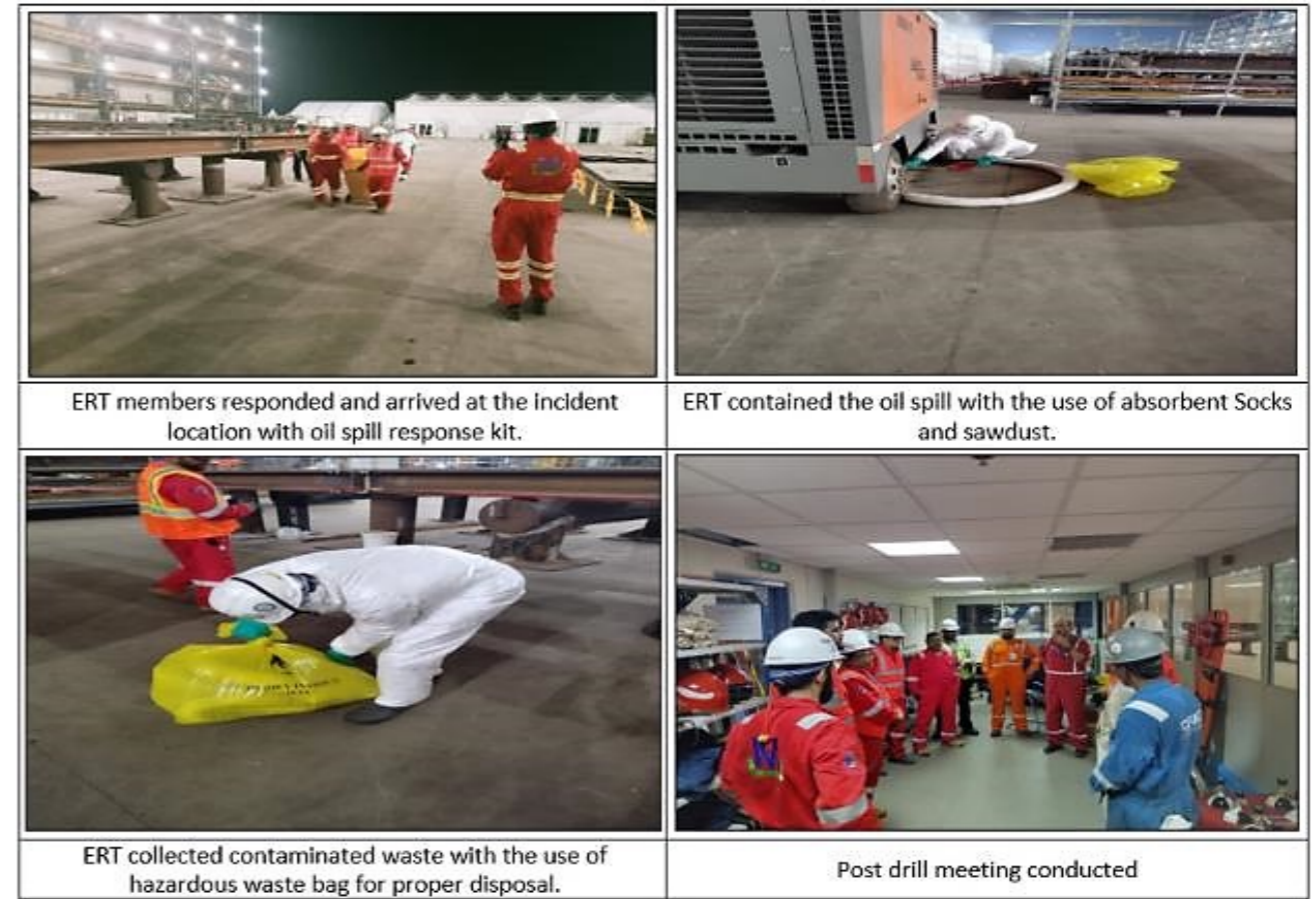 ERT members responded and arrived at the incident
location with oil spill response kit.
ERT contained the oil spill with the use of absorbent Socks
and sawdust.
ERT collected contaminated waste with the use of
hazardous waste bag for proper disposal.
Post drill meeting conducted